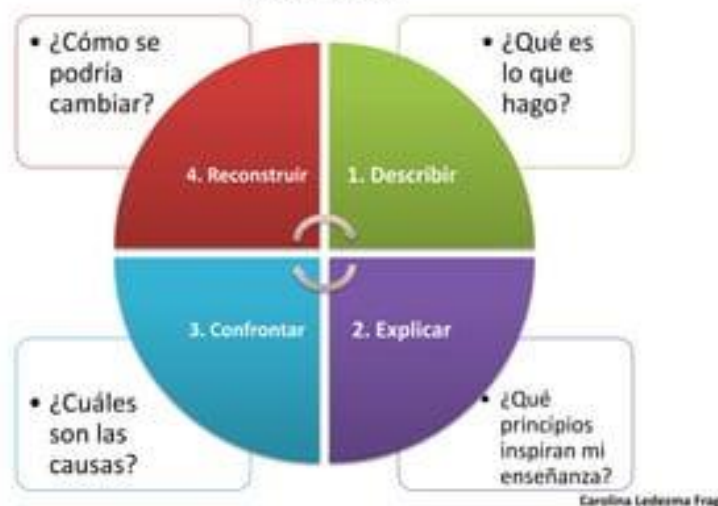 • ¿Cómo se
podría
cambiar?
• ¿Qué es
lo que
hago?
4. Reconstruir
1. Describir
3. Confrontar
2. Explicar
• ¿Cuáles
son las
causas?
• ¿Qué
principios
inspiran mi
enseñanza?
Carolina Ledezma